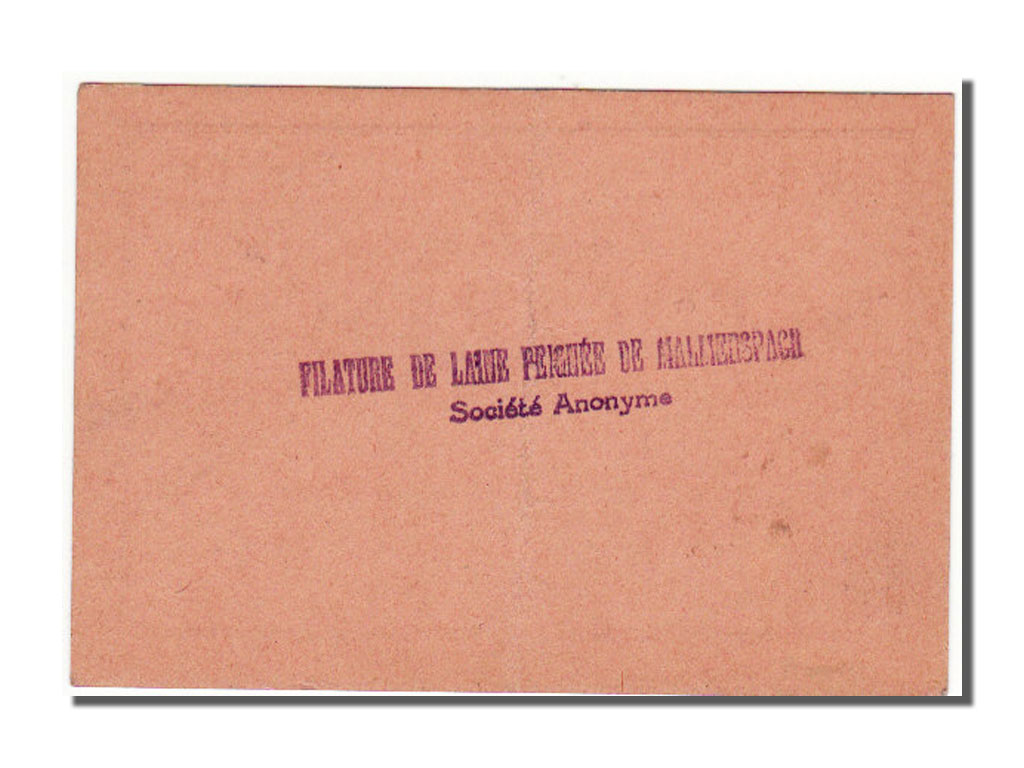 FILATURE DE LAINE PEIGNÉE DE MALMERSPACH
Société Anonyme